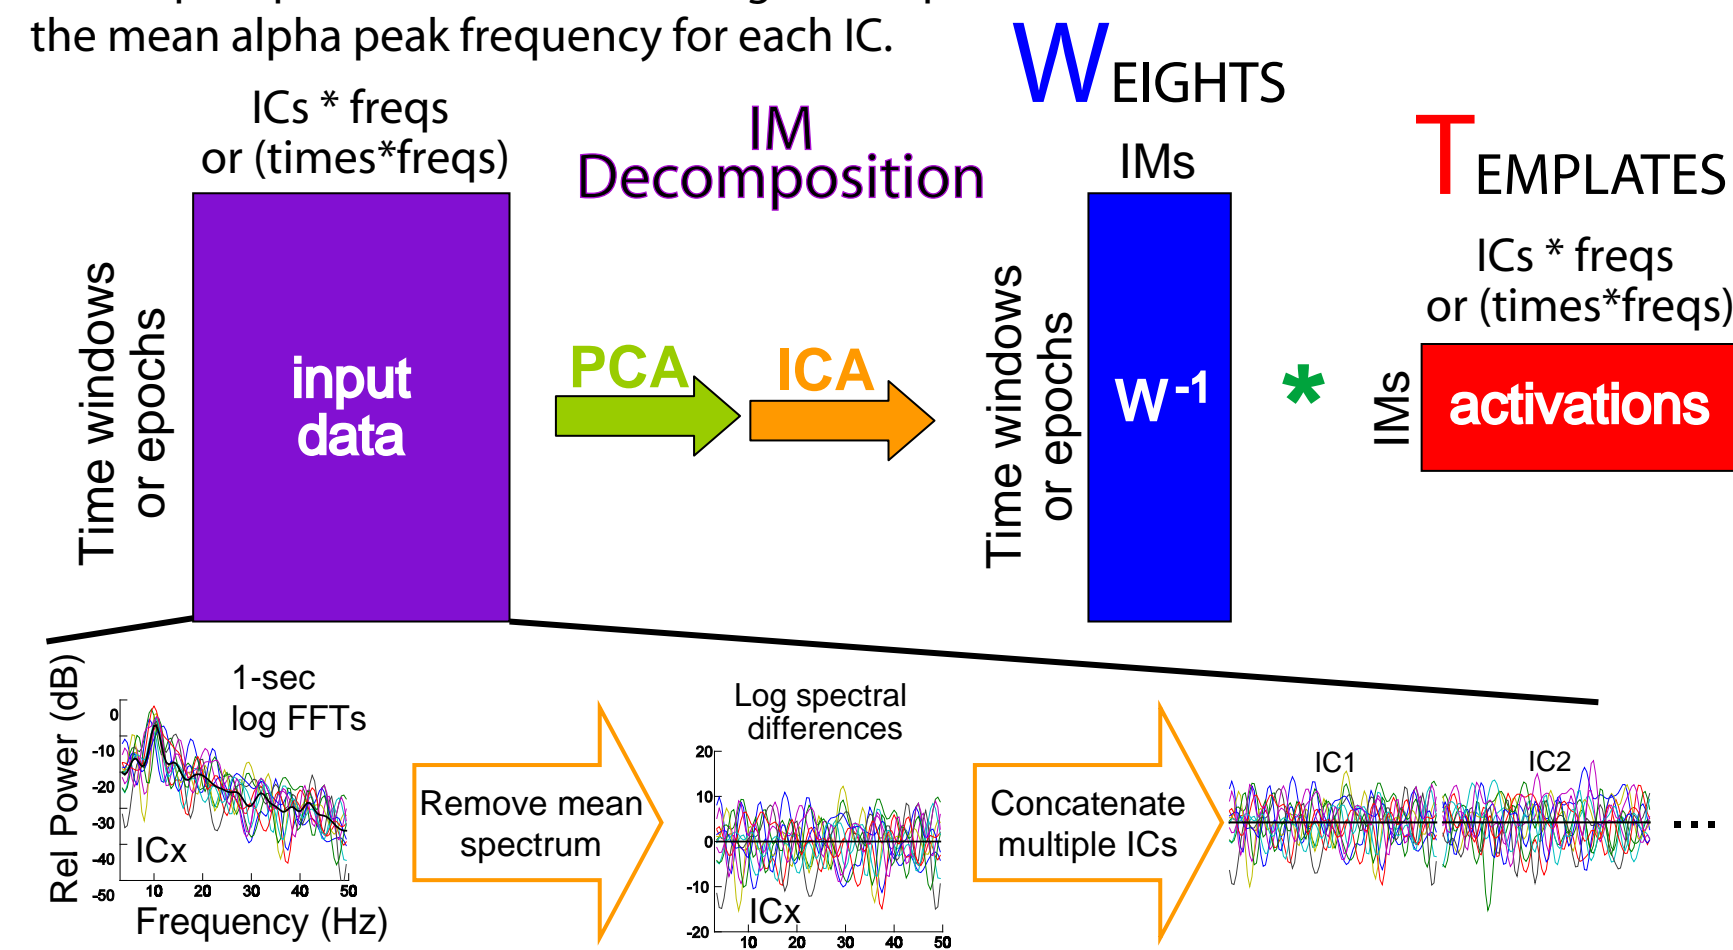 the mean alpha peak frequency for each IC.
WEIGHTS
ICs * freqs
or (times*freqs)
IM
Decomposition
IMs
TEMPLATES
ICs * freqs
or (times*freqs)
Time windows
or epochs
input
data
PCA
ICA
Time windows
or epochs
W-1
*
IMs
activations
1-sec
log FFTs
Rel Power (dB)
0
-10
-20
-30
-40
-50
ICx
10 20 30 40 50
Frequency (Hz)
Remove mean
spectrum
Log spectral
differences
20
10
0
-10
-20
ICx
10 20 30 40 50
Concatenate
multiple ICs
IC1
IC2
...